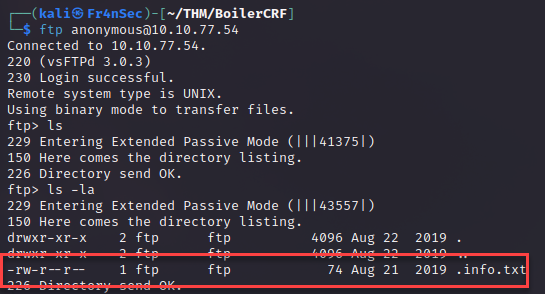 ┌──(kali㉿Fr4nSec)-[~/THM/BoilerCRF]
└─$ ftp anonymous@10.10.77.54
Connected to 10.10.77.54.
220 (vsFTPd 3.0.3)
230 Login successful.
Remote system type is UNIX.
Using binary mode to transfer files.
ftp> ls
229 Entering Extended Passive Mode (|||41375|)
150 Here comes the directory listing.
226 Directory send OK.
ftp> ls -la
229 Entering Extended Passive Mode (|||43557|)
150 Here comes the directory listing.
drwxr-xr-x    2 ftp      ftp          4096 Aug 22  2019 .
drwxr-xr-x    2 ftp      ftp          4096 Aug 22  2019 ..
-rw-r--r--    1 ftp      ftp            74 Aug 21  2019 .info.txt
226 Directory send OK.